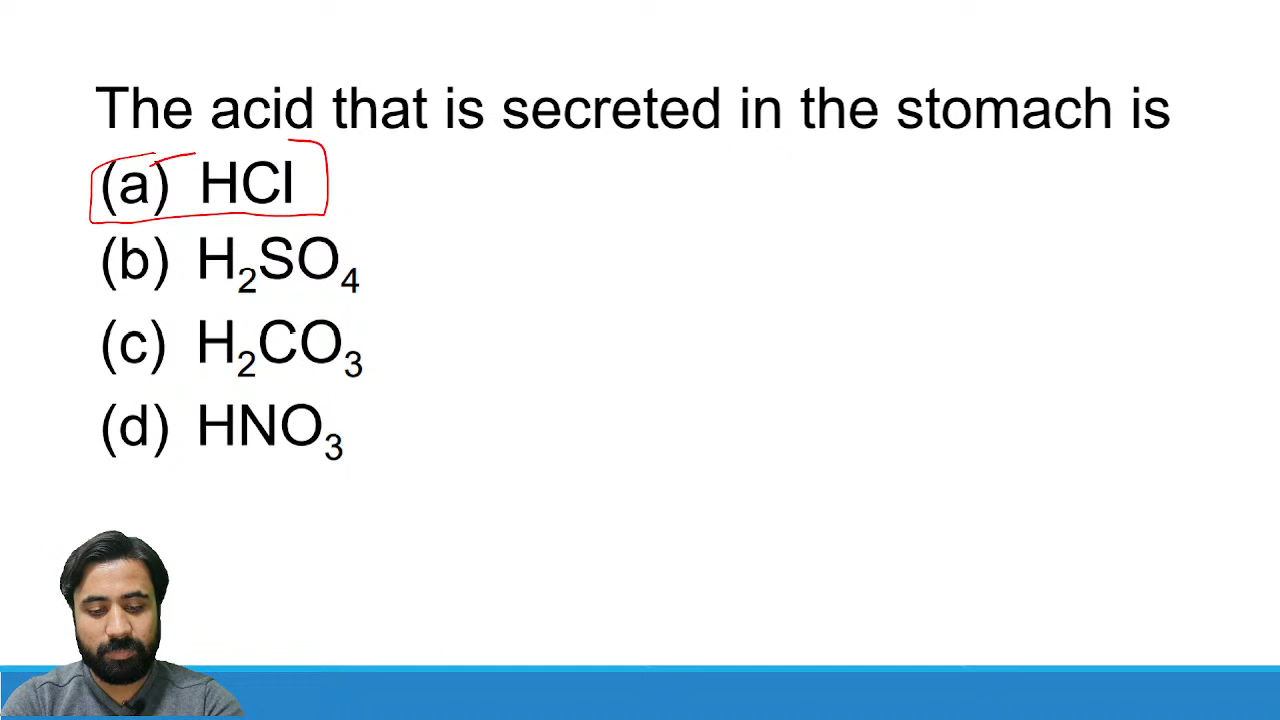 The acid that is secreted in the stomach is
(a) HCl
(b) H₂SO₄
(c) H₂CO₃
(d) HNO₃